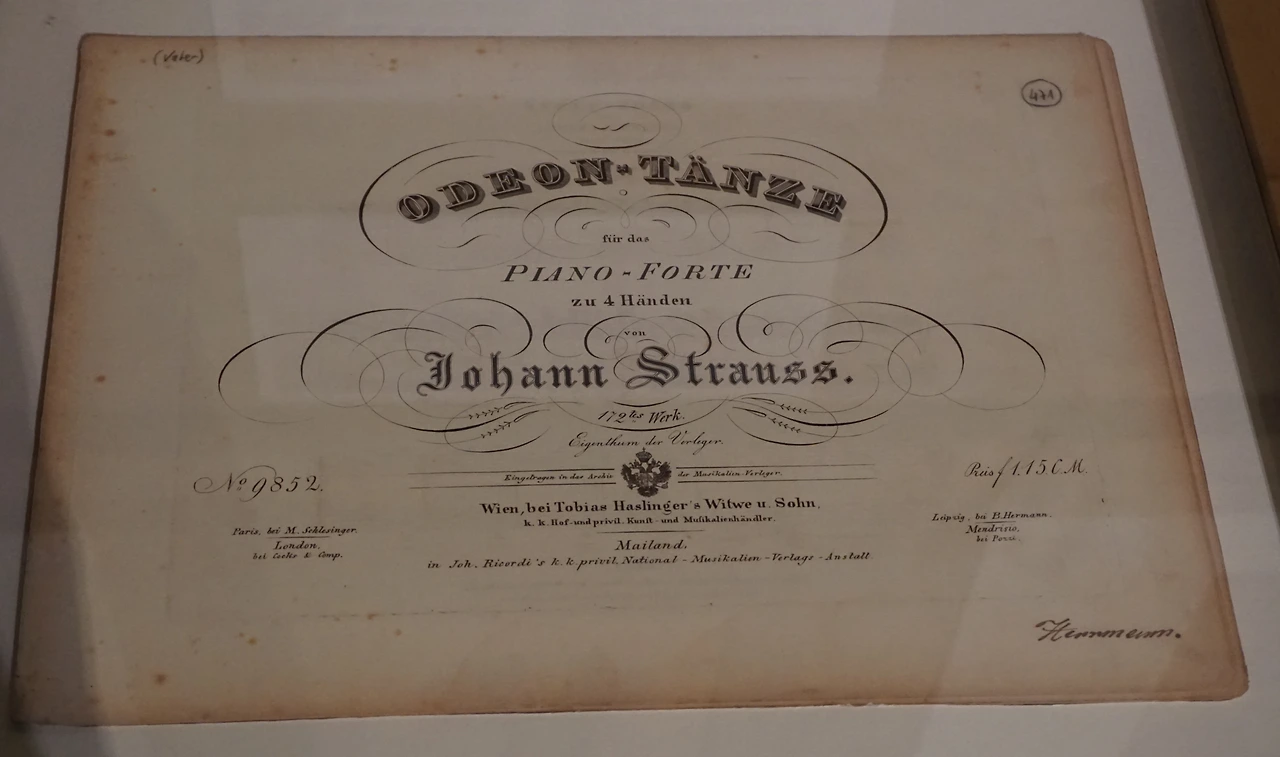 (Vater)
471
ODEON-TÄNZE
für das
PIANO-FORTE
zu 4 Händen
von
Johann Strauss.
172tes Werk.
Eigenthum der Verleger.
Eingetragen in das Archiv der Musikalien-Verleger.
No 9852.
Preis f 1.15 C.M.
Wien, bei Tobias Haslinger's Witwe u. Sohn,
k. k. Hof- und privil. Kunst- und Musikalienhändler.
Paris, bei M. Schlesinger.
London,
bei Cocks & Comp.
Leipzig, bei B. Hermann.
Mendrisio,
bei Pozzi.
Mailand.
in Joh. Ricordi's k. k. privil. National-Musikalien-Verlags-Anstalt
Herrmann.